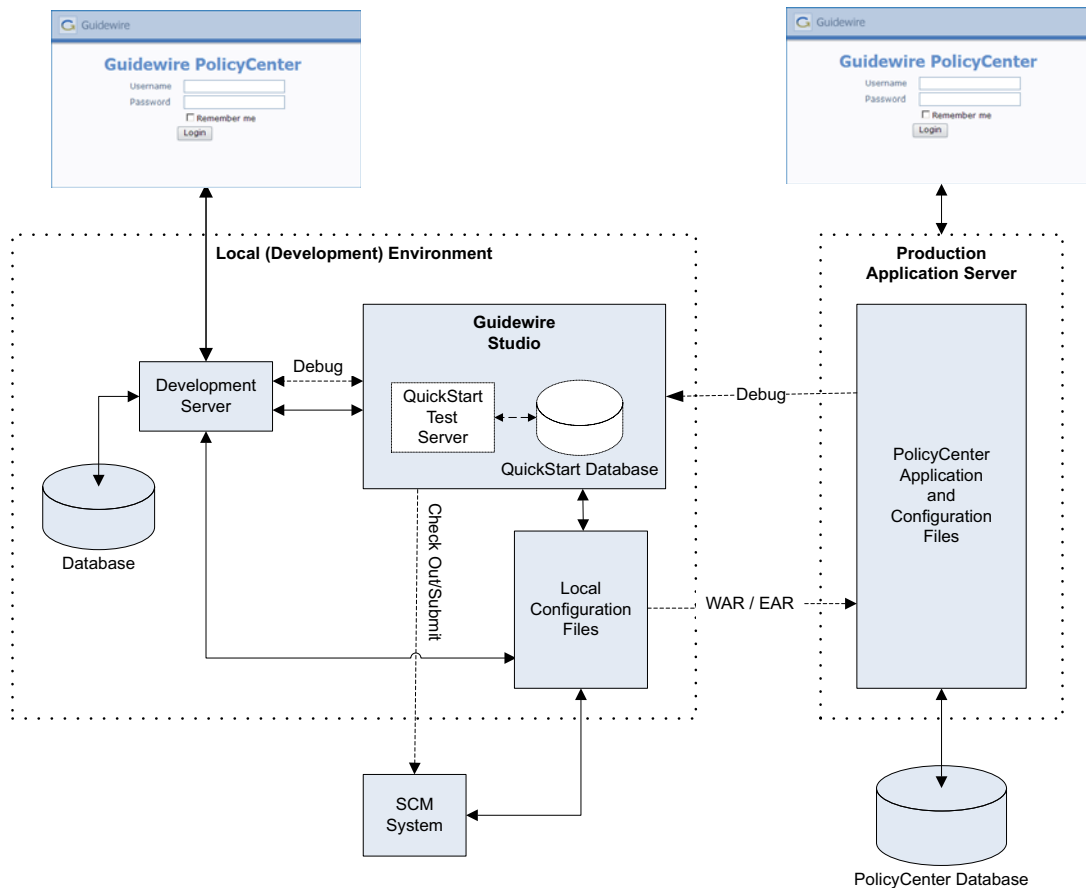 Guidewire
Guidewire PolicyCenter
Username
Password
Remember me
Login
Guidewire
Guidewire PolicyCenter
Username
Password
Remember me
Login
Local (Development) Environment
Production
Application Server
Guidewire
Studio
Debug
Development
Server
QuickStart
Test
Server
QuickStart Database
Debug
PolicyCenter
Application
and
Configuration
Files
Database
Check Out/Submit
Local
Configuration
Files
WAR / EAR
SCM
System
PolicyCenter Database